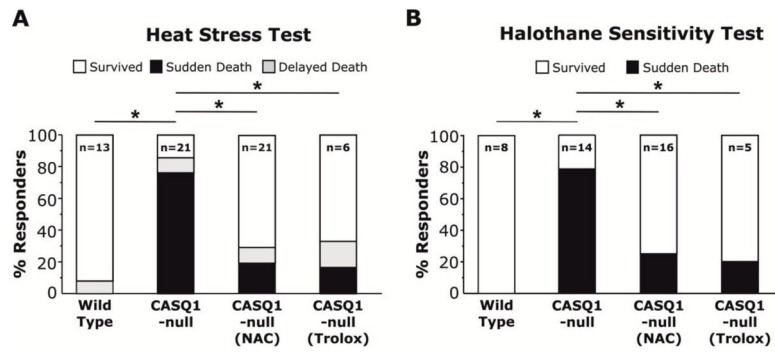 A
Heat Stress Test
Survived Sudden Death Delayed Death
*
*
*
% Responders
100
80
60
40
20
0
n=13 n=21 n=21 n=6
Wild Type
CASQ1 -null
CASQ1 -null (NAC)
CASQ1 -null (Trolox)
B
Halothane Sensitivity Test
Survived Sudden Death
*
*
*
% Responders
100
80
60
40
20
0
n=8 n=14 n=16 n=5
Wild Type
CASQ1 -null
CASQ1 -null (NAC)
CASQ1 -null (Trolox)